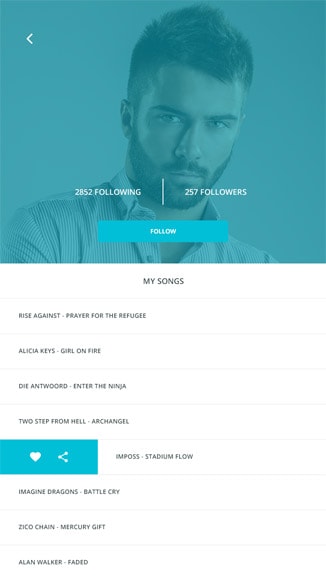 2852 FOLLOWING
257 FOLLOWERS
FOLLOW
MY SONGS
RISE AGAINST - PRAYER FOR THE REFUGEE
ALICIA KEYS - GIRL ON FIRE
DIE ANTWOORD - ENTER THE NINJA
TWO STEP FROM HELL - ARCHANGEL
IMPOSS - STADIUM FLOW
IMAGINE DRAGONS - BATTLE CRY
ZICO CHAIN - MERCURY GIFT
ALAN WALKER - FADED